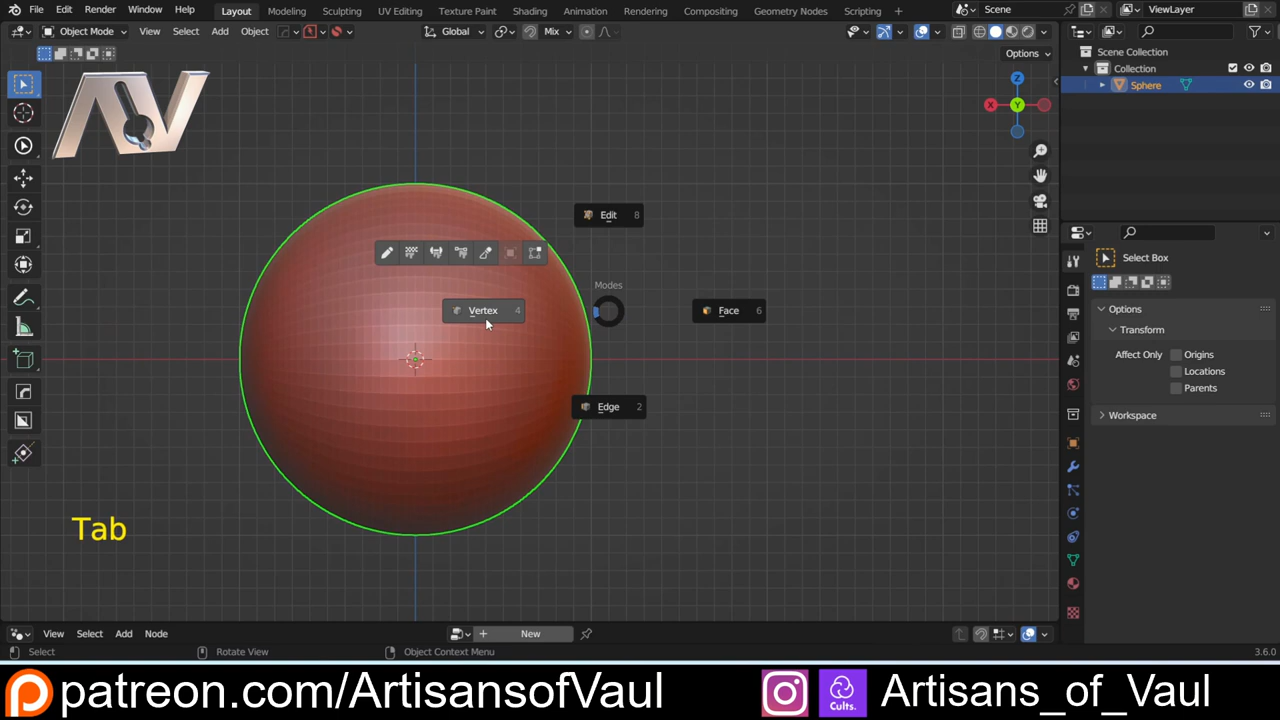 File Edit Render Window Help Layout Modeling Sculpting UV Editing Texture Paint Shading Animation Rendering Compositing Geometry Nodes Scripting + Scene ViewLayer
Object Mode View Select Add Object Global Mix
Options
Scene Collection
Collection
Sphere
AV
X Y Z
Edit 8
Modes
Vertex 4
Face 6
Edge 2
Select Box
Options
Transform
Affect Only Origins
Locations
Parents
Workspace
Tab
View Select Add Node + New
Select Rotate View Object Context Menu 3.6.0
patreon.com/ArtisansofVaul Cults. Artisans_of_Vaul